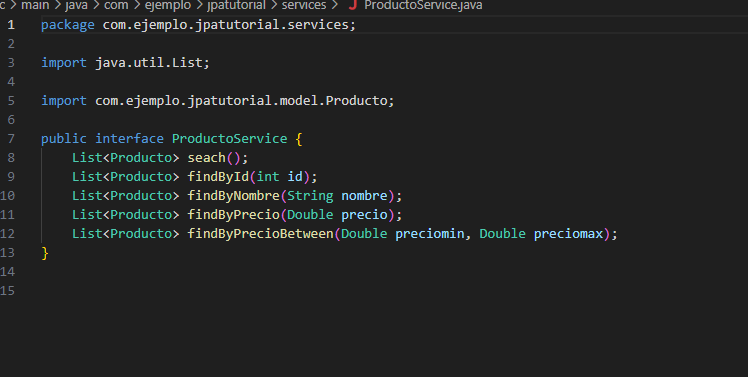 c > main > java > com > ejemplo > jpatutorial > services > J ProductoService.java
1 package com.ejemplo.jpatutorial.services;
2
3 import java.util.List;
4
5 import com.ejemplo.jpatutorial.model.Producto;
6
7 public interface ProductoService {
8 List<Producto> seach();
9 List<Producto> findById(int id);
10 List<Producto> findByNombre(String nombre);
11 List<Producto> findByPrecio(Double precio);
12 List<Producto> findByPrecioBetween(Double preciomin, Double preciomax);
13 }
14
15